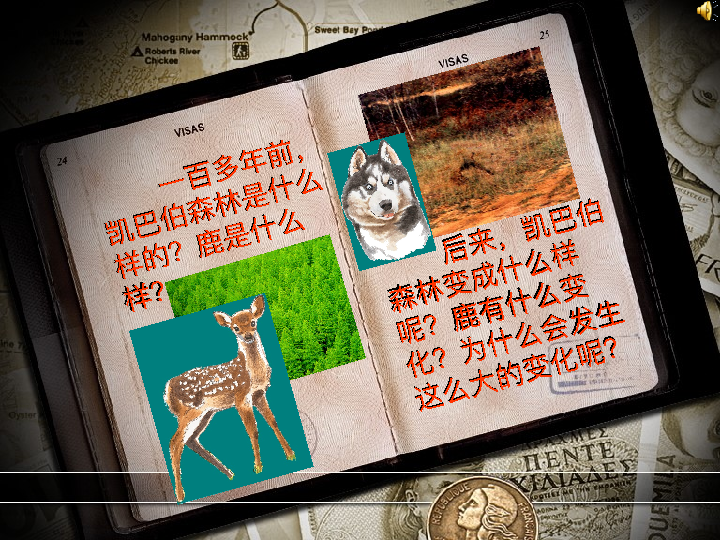 Mahogany Hammock
Roberts River
Chickee
Sweet Bay Pond
VISAS
24
一百多年前，
凯巴伯森林是什么
样的？鹿是什么
样？
VISAS
25
后来，凯巴伯
森林变成什么样
呢？鹿有什么变
化？为什么会发生
这么大的变化呢？
ΠΕΝΤΕ
ΧΙΛΙΑΔΕΣ